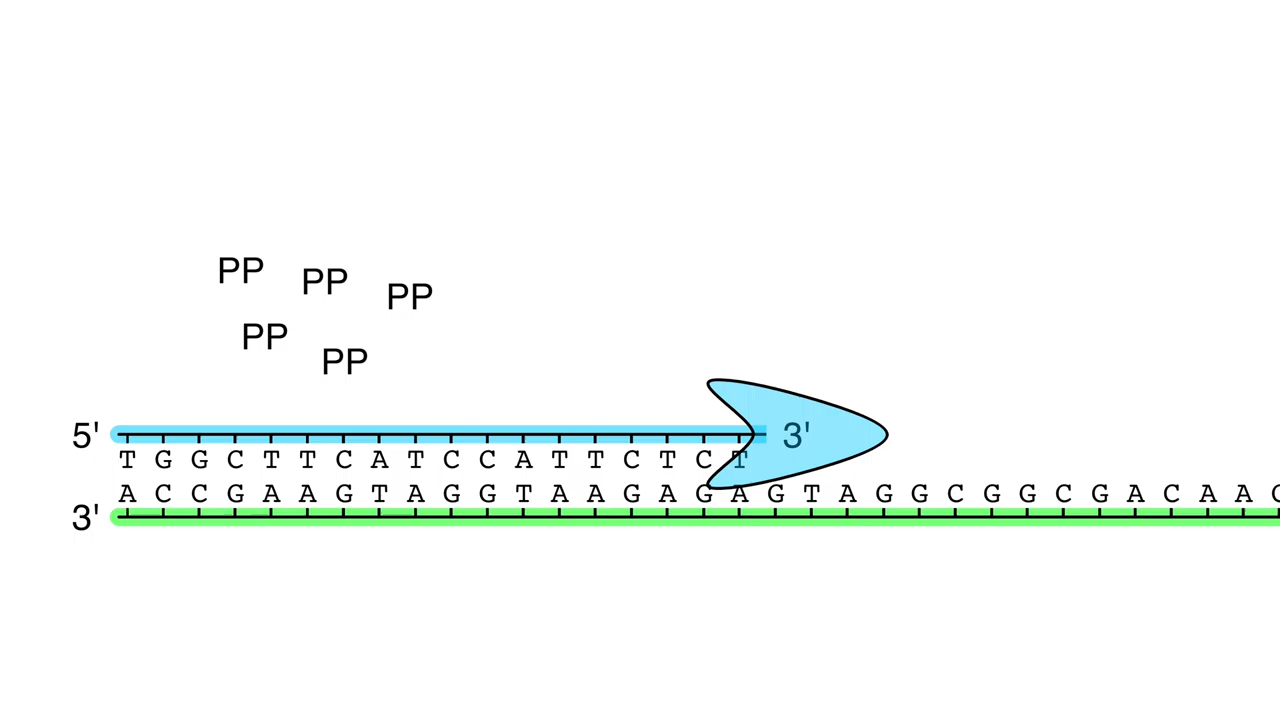 PP PP PP
PP PP
5' 3'
T G G C T T C A T C C A T T C T C T
A C C G A A G T A G G T A A G A G A G T A G G C G G C G A C A A
3'